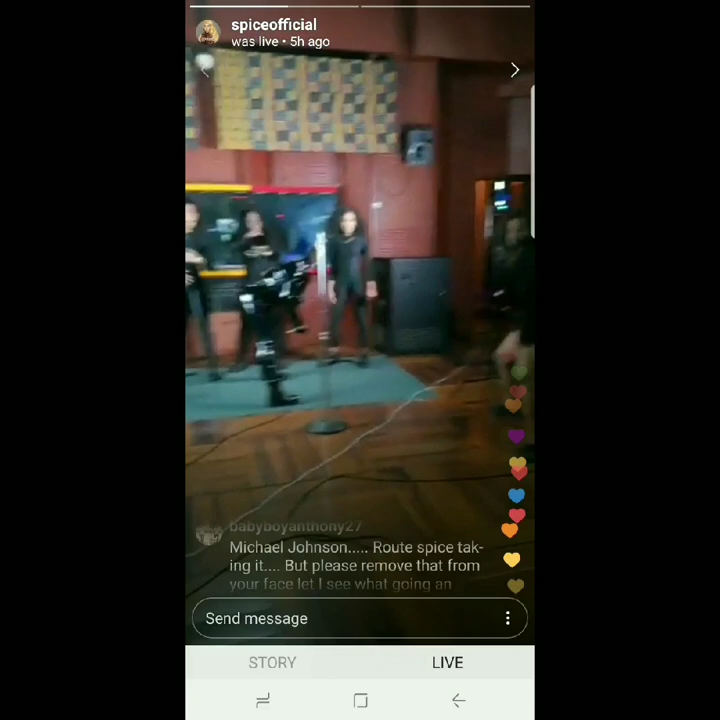 spiceofficial
was live • 5h ago
babyboyanthony27
Michael Johnson..... Route spice tak-
ing it.... But please remove that from
your face let I see what going an
Send message
STORY
LIVE